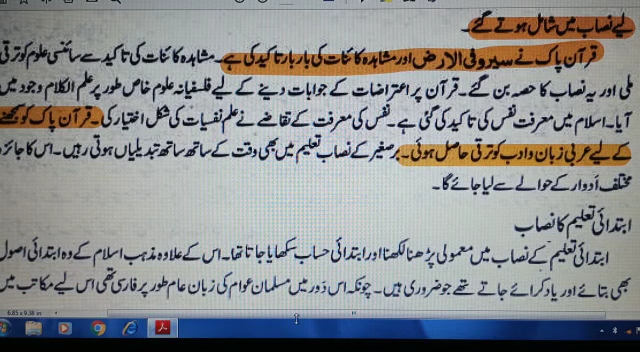 لیے نصاب میں شامل ہوتے گئے۔
قرآن پاک نے سیرو فی الارض اور مشاہدہ کائنات کی بار بار تاکید کی ہے۔ مشاہدہ کائنات کی تاکید سے سائنسی علوم کو ترقی
ملی اور یہ نصاب کا حصہ بن گئے۔ قرآن پر اعتراضات کے جوابات دینے کے لیے فلسفیانہ علوم خاص طور پر علم الکلام وجود میں
آیا۔ اسلام میں معرفت نفس کی تاکید کی گئی ہے۔ نفس کی معرفت کے تقاضے نے علم نفسیات کی شکل اختیار کی۔ قرآن پاک کو سمجھنے
کے لیے عربی زبان و ادب کو ترقی حاصل ہوئی۔ برصغیر کے نصاب تعلیم میں بھی وقت کے ساتھ ساتھ تبدیلیاں ہوتی رہیں۔ اس کا جائزہ
مختلف أدوار کے حوالے سے لیا جائے گا۔
ابتدائی تعلیم کا نصاب
ابتدائی تعلیم کے نصاب میں معمولی پڑھنا لکھنا اور ابتدائی حساب سکھایا جاتا تھا۔ اس کے علاوہ مذہب اسلام کے وہ ابتدائی اصول
بھی بتائے اور یاد کرائے جاتے تھے جو ضروری ہیں۔ چونکہ اس دَور میں مسلمان عوام کی زبان عام طور پر فارسی تھی اس لیے مکاتب میں
6.85 x 9.38 in